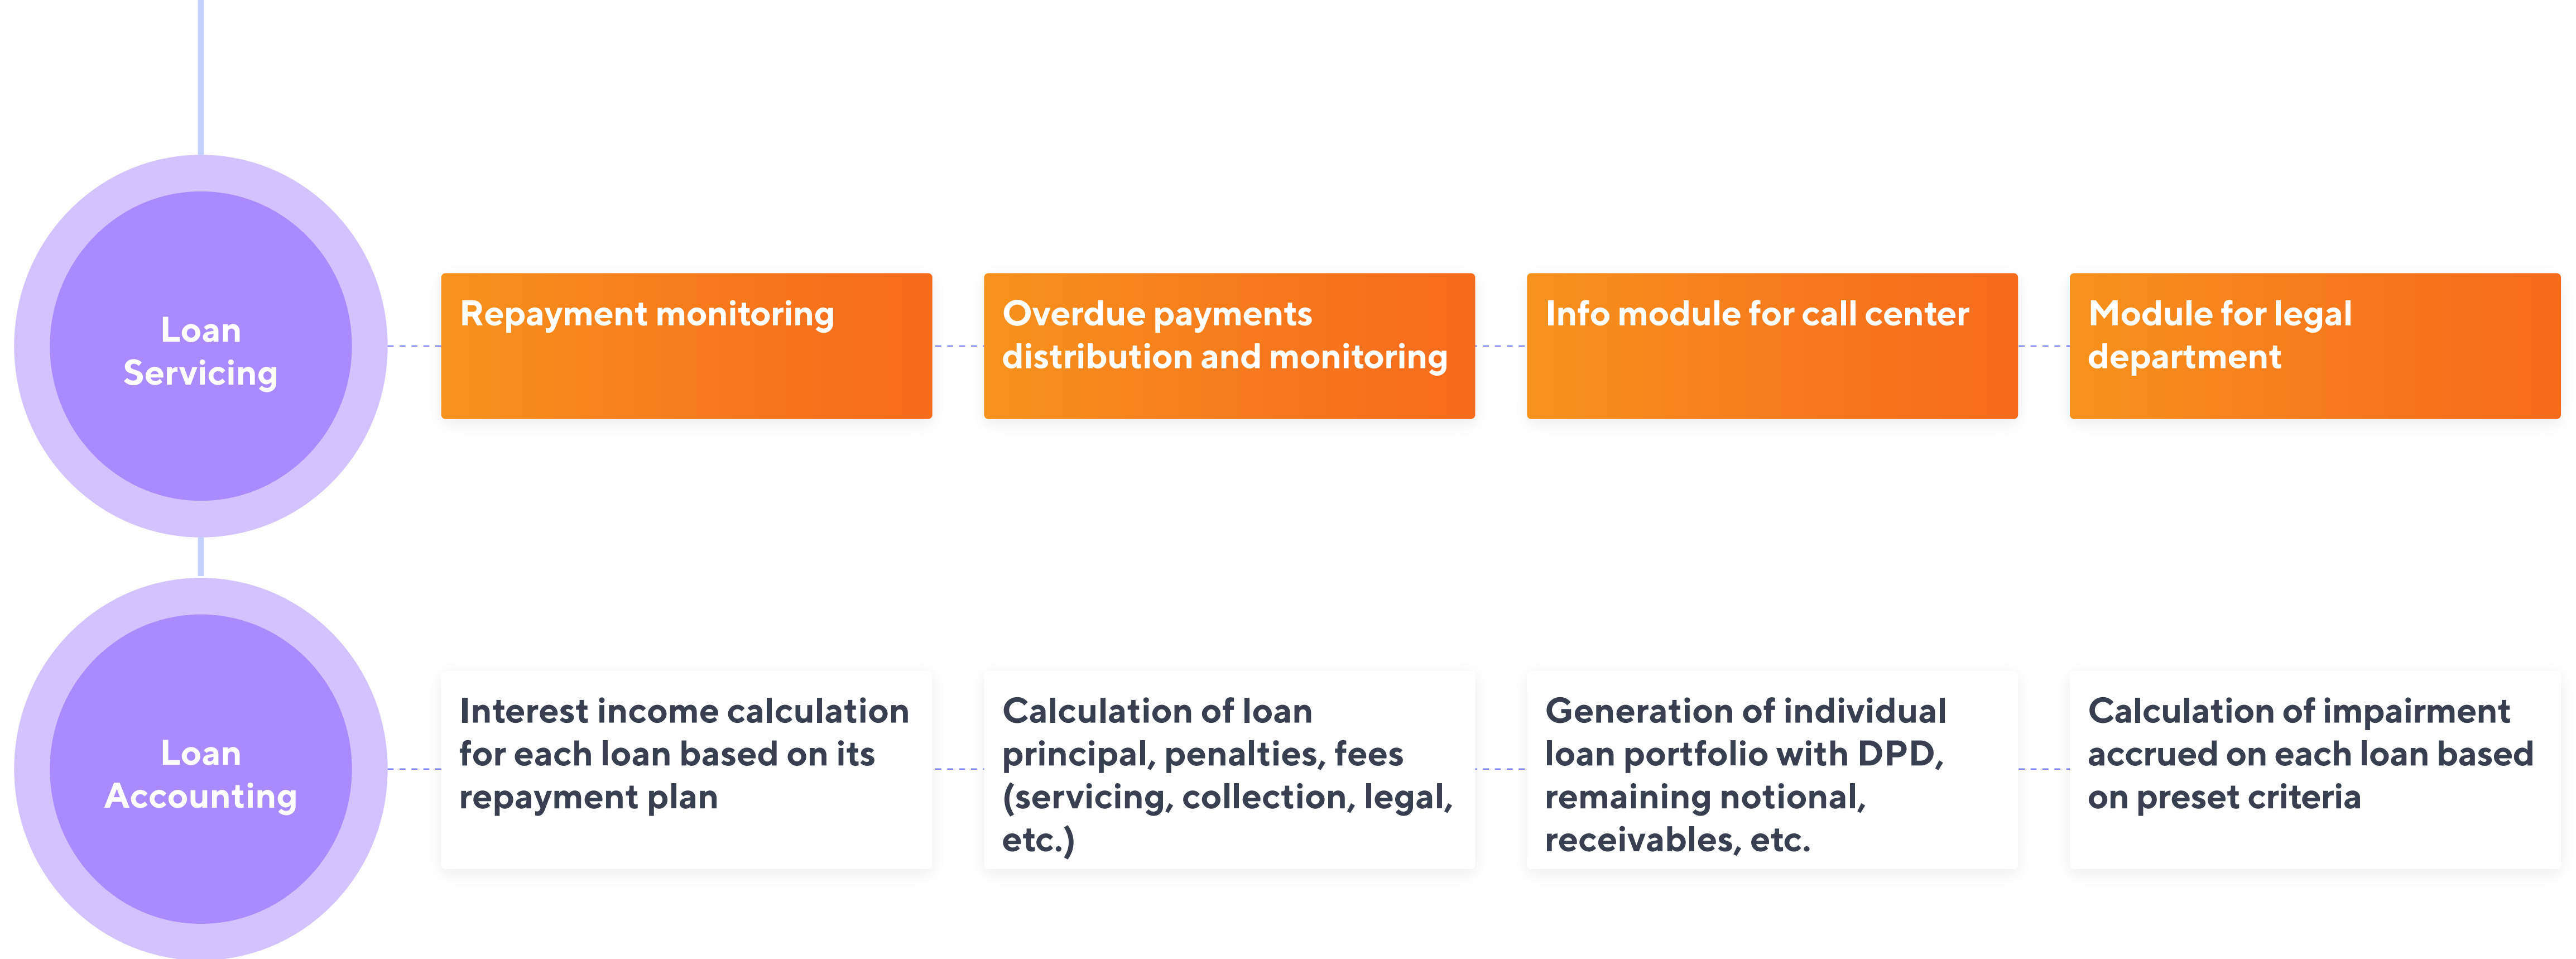 Loan
Servicing
Repayment monitoring
Overdue payments
distribution and monitoring
Info module for call center
Module for legal
department
Loan
Accounting
Interest income calculation
for each loan based on its
repayment plan
Calculation of loan
principal, penalties, fees
(servicing, collection, legal,
etc.)
Generation of individual
loan portfolio with DPD,
remaining notional,
receivables, etc.
Calculation of impairment
accrued on each loan based
on preset criteria